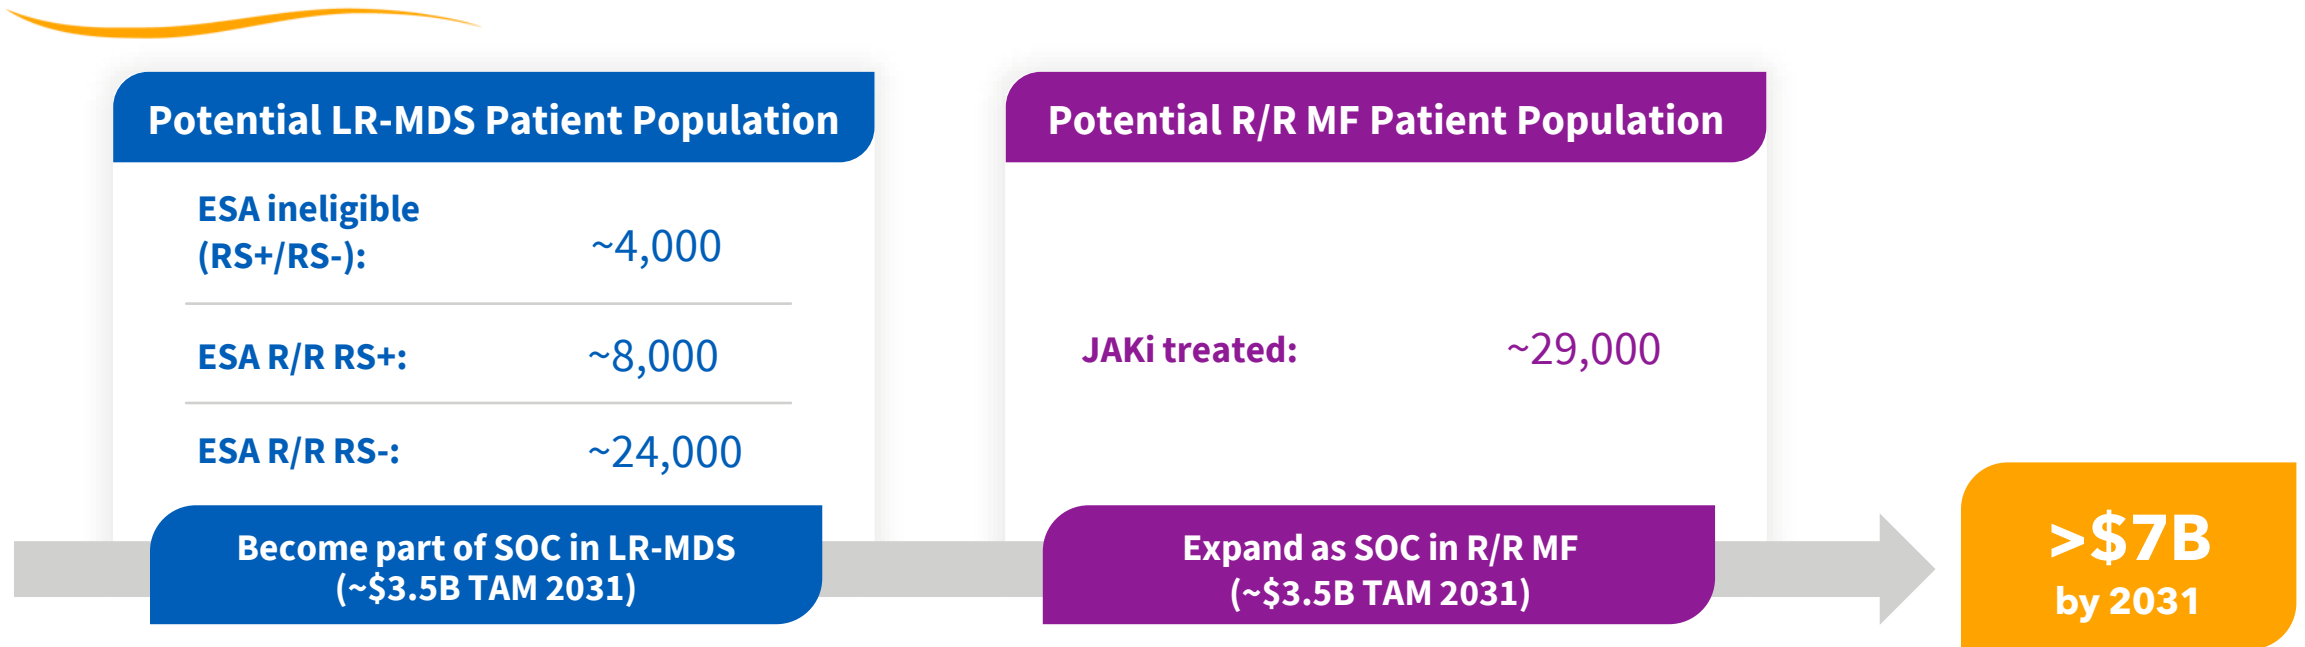 Potential LR-MDS Patient Population
ESA ineligible
(RS+/RS-):
~4,000
ESA R/R RS+:
~8,000
ESA R/R RS-:
~24,000
Become part of SOC in LR-MDS
(~$3.5B TAM 2031)
Potential R/R MF Patient Population
JAKi treated:
~29,000
Expand as SOC in R/R MF
(~$3.5B TAM 2031)
>$7B
by 2031